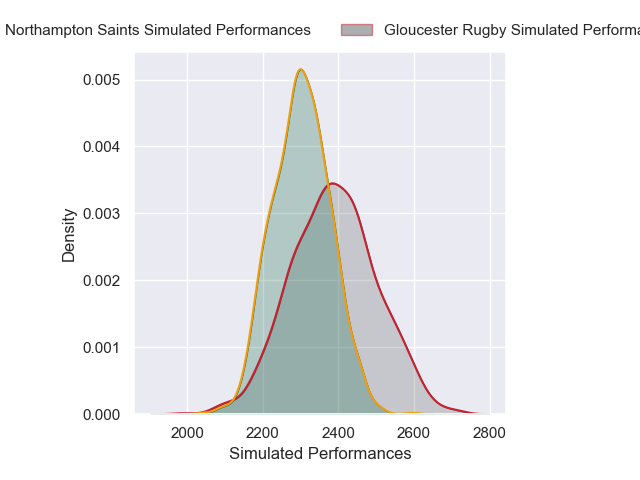 Northampton Saints Simulated Performances Gloucester Rugby Simulated Performa
0.005
0.004
0.003
0.002
0.001
0.000
Density
2000 2200 2400 2600 2800
Simulated Performances